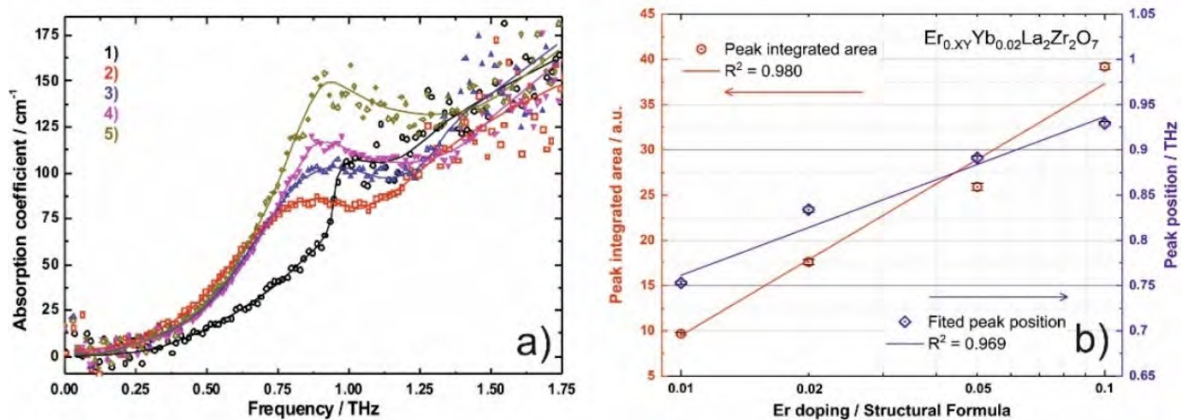 175
150
125
100
75
50
25
0
1)
2)
3)
4)
5)
a)
0.00 0.25 0.50 0.75 1.00 1.25 1.50 1.75
Absorption coefficient / cm⁻¹
Frequency / THz
45
40
35
30
25
20
15
10
5
Peak integrated area / a.u.
Peak integrated area
R² = 0.980
Er₀.XYYb₀.₀₂La₂Zr₂O₇
Fited peak position
R² = 0.969
b)
1.05
1
0.95
0.9
0.85
0.8
0.75
0.7
0.65
Peak position / THz
0.01 0.02 0.05 0.1
Er doping / Structural Formula